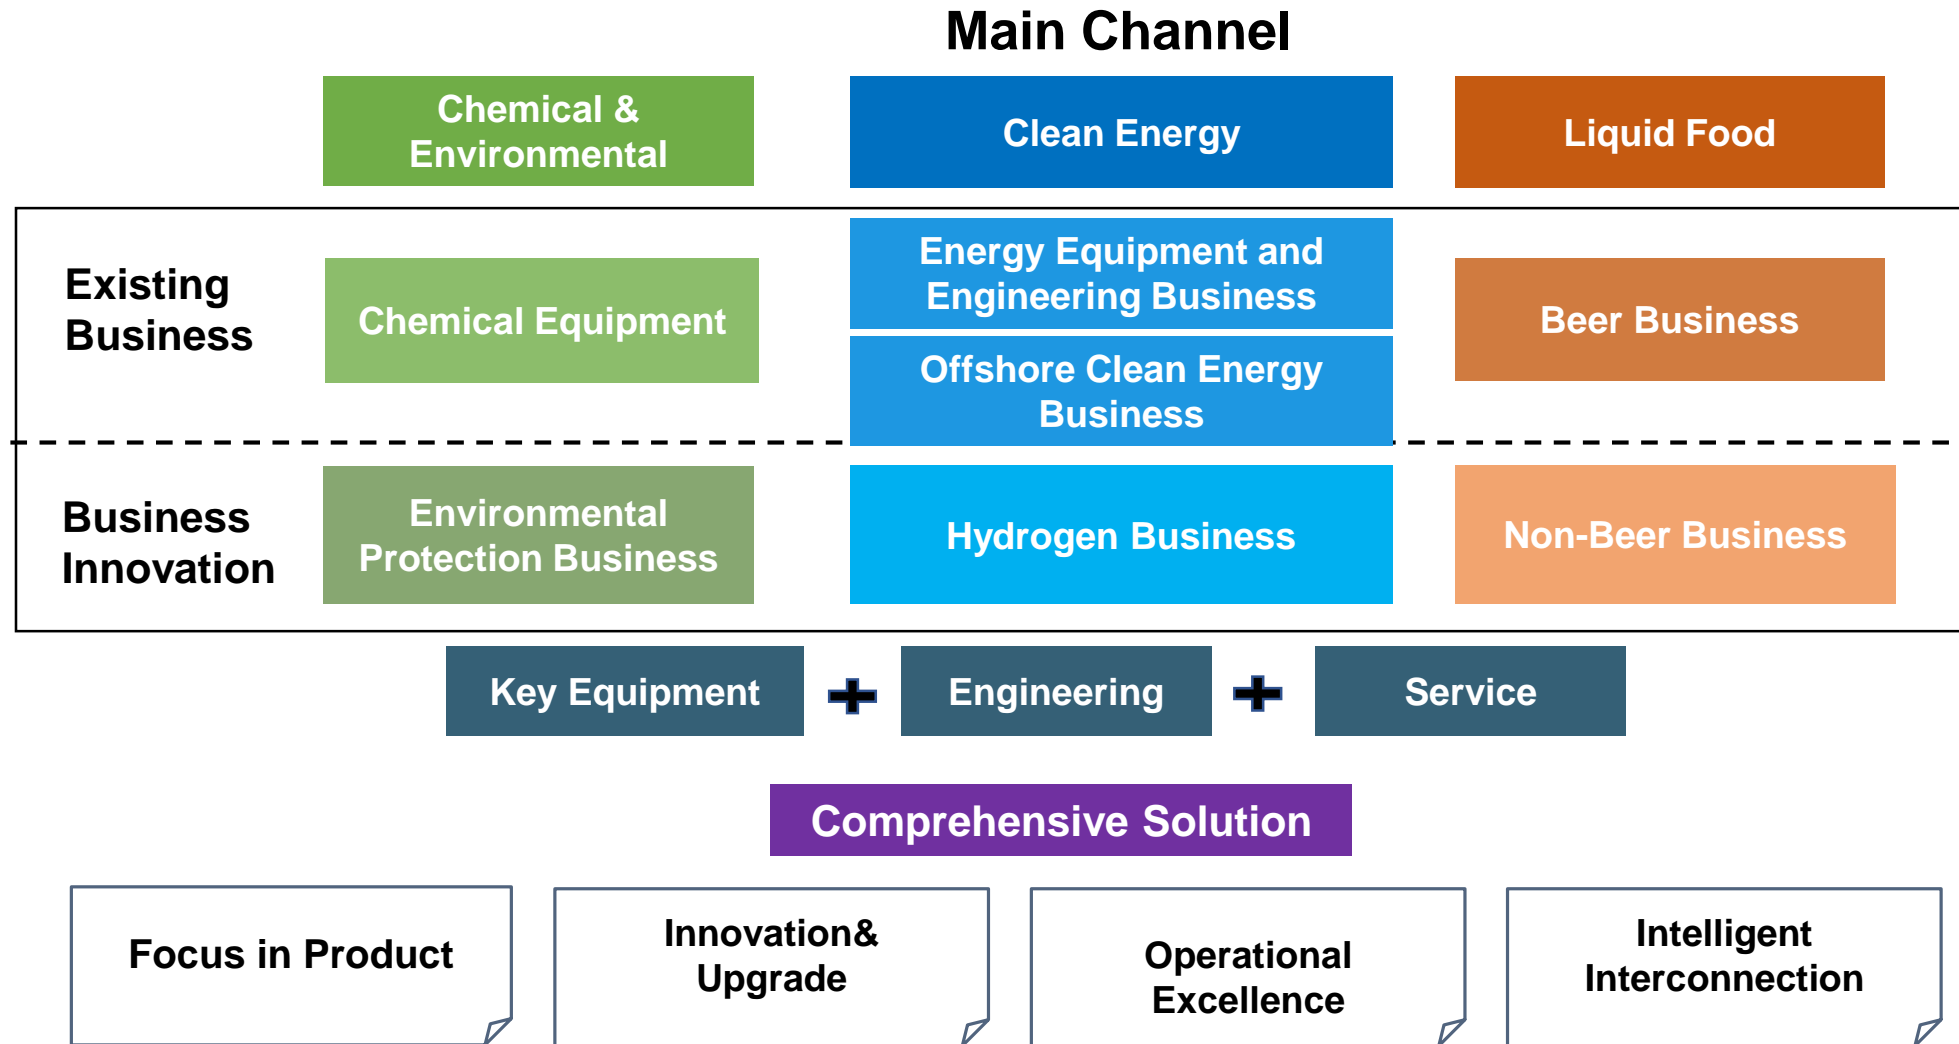 Main Channel
Chemical &
Environmental
Clean Energy
Liquid Food
Existing
Business
Chemical Equipment
Energy Equipment and
Engineering Business
Offshore Clean Energy
Business
Beer Business
Business
Innovation
Environmental
Protection Business
Hydrogen Business
Non-Beer Business
Key Equipment
Engineering
Service
Comprehensive Solution
Focus in Product
Innovation&
Upgrade
Operational
Excellence
Intelligent
Interconnection